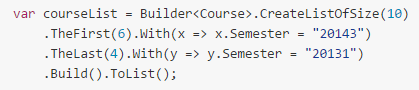 var courseList = Builder<Course>.CreateListOfSize(10)
.TheFirst(6).With(x => x.Semester = "20143")
.TheLast(4).With(y => y.Semester = "20131")
.Build().ToList();